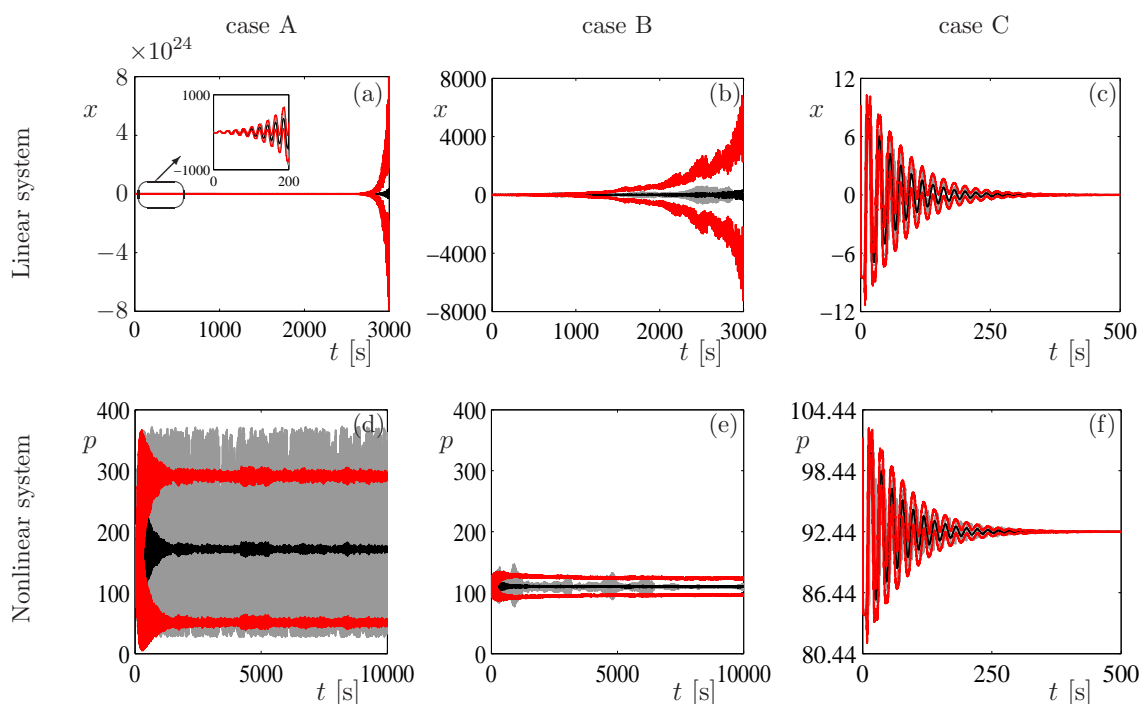 case A
case B
case C
Linear system
×10^24
x
8
4
0
−4
−8
(a)
1000
−1000
0
200
0
1000
2000
3000
t [s]
x
8000
4000
0
−4000
−8000
(b)
0
1000
2000
3000
t [s]
x
12
6
0
−6
−12
(c)
0
250
500
t [s]
Nonlinear system
p
400
300
200
100
0
(d)
0
5000
10000
t [s]
p
400
300
200
100
0
(e)
0
5000
10000
t [s]
p
104.44
98.44
92.44
86.44
80.44
(f)
0
250
500
t [s]